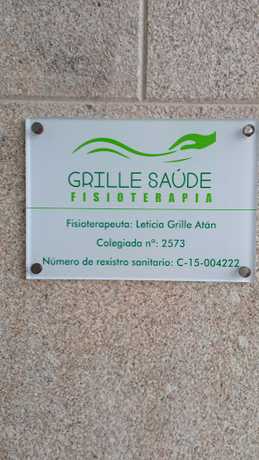 GRILLE SAÚDE
FISIOTERAPIA
Fisioterapeuta: Leticia Grille Atán
Colegiada nº: 2573
Número de rexistro sanitario: C-15-004222